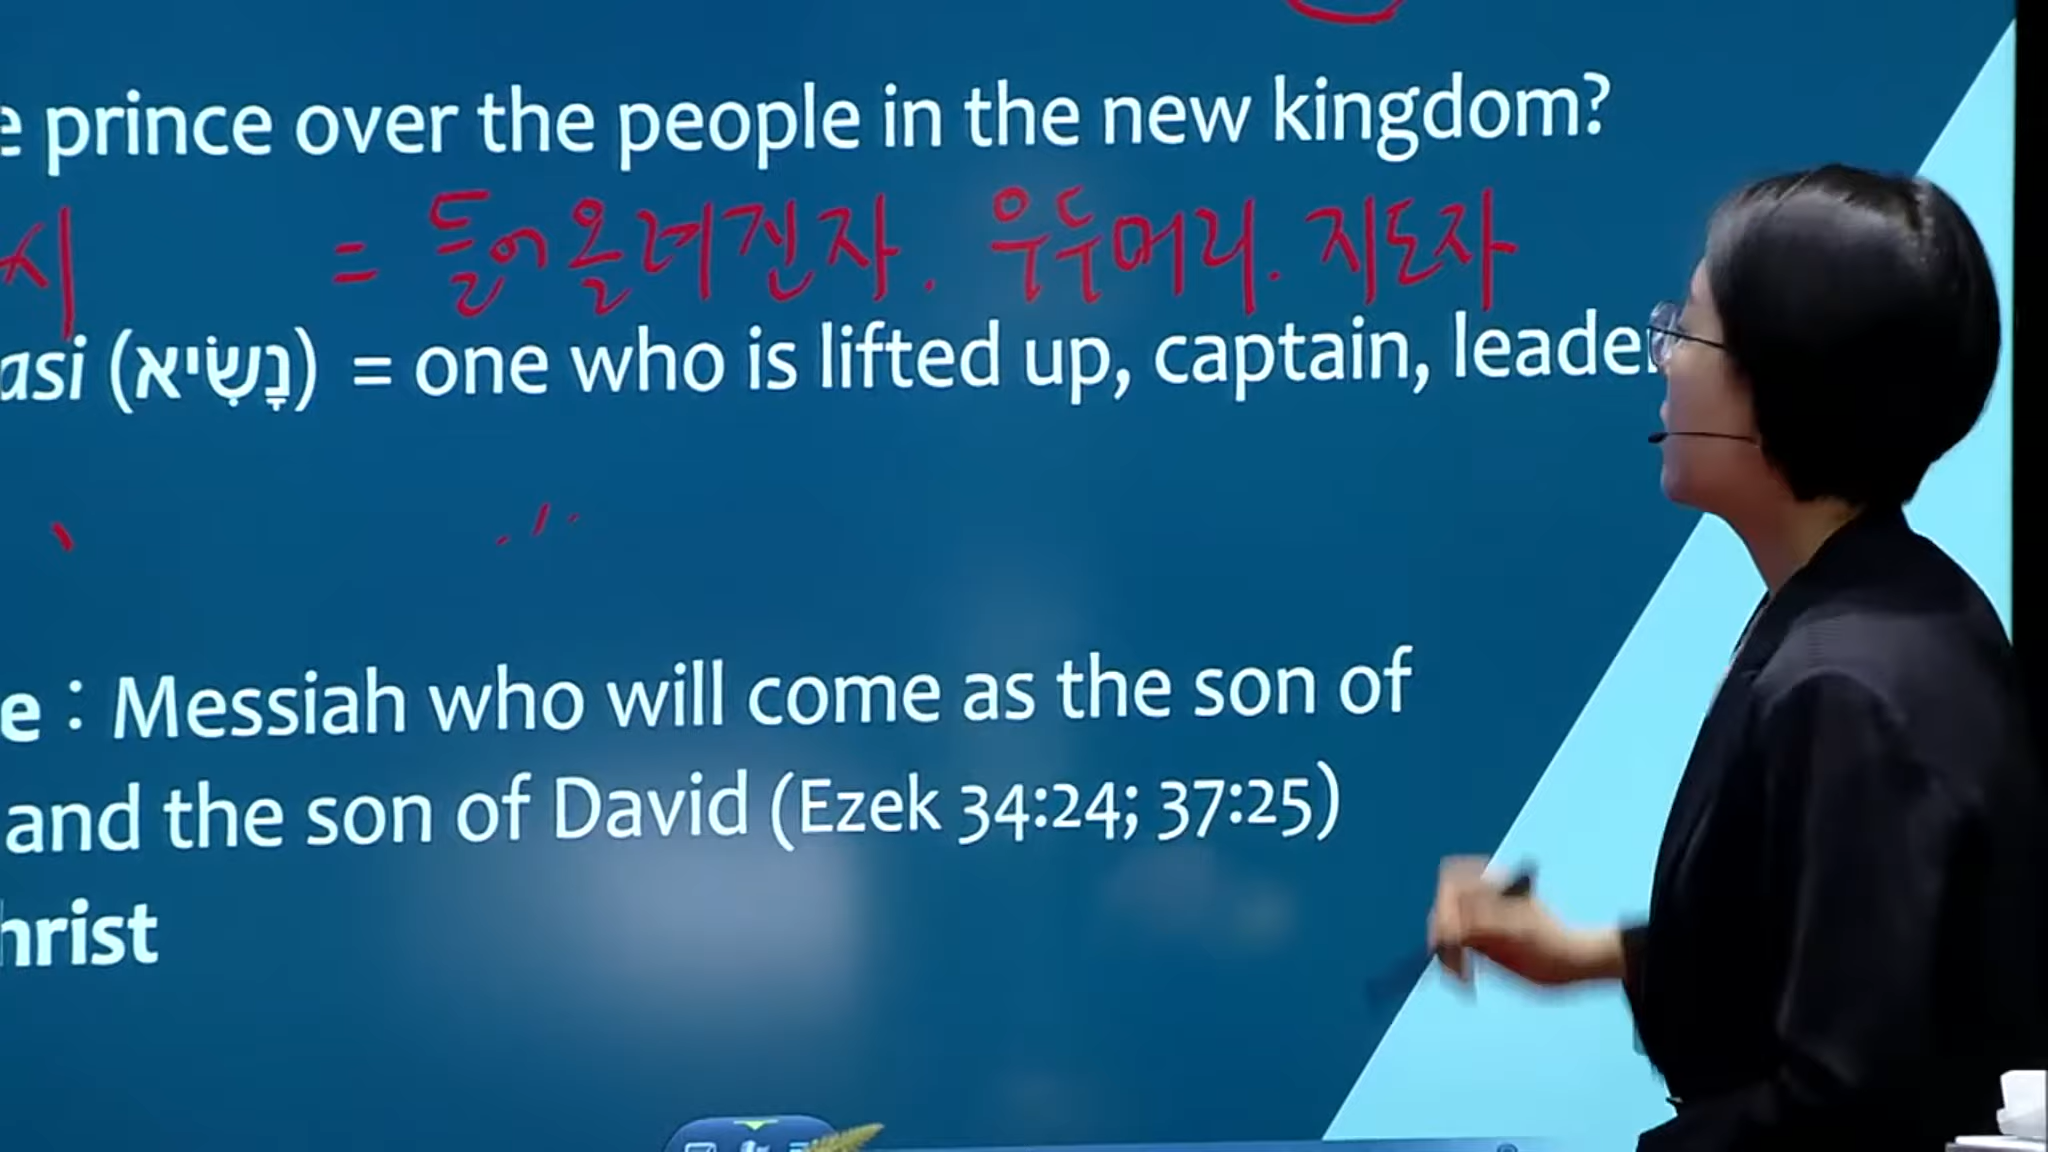 e prince over the people in the new kingdom?
시 = 들어올려진자. 우두머리. 지도자
asi (נָשִׂיא) = one who is lifted up, captain, leader
e : Messiah who will come as the son of
and the son of David (Ezek 34:24; 37:25)
hrist